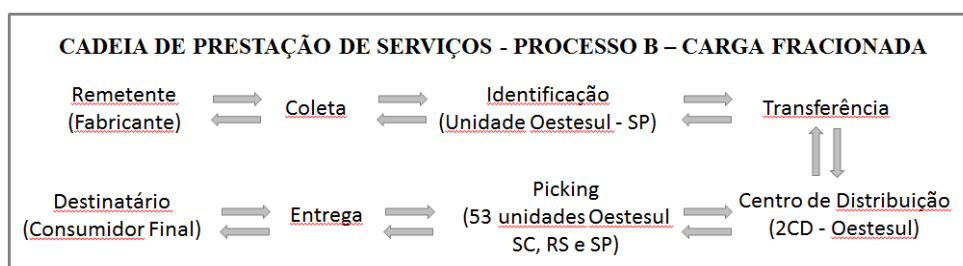 CADEIA DE PRESTAÇÃO DE SERVIÇOS - PROCESSO B – CARGA FRACIONADA
Remetente
(Fabricante)
Coleta
Identificação
(Unidade Oestesul - SP)
Transferência
Destinatário
(Consumidor Final)
Entrega
Picking
(53 unidades Oestesul
SC, RS e SP)
Centro de Distribuição
(2CD - Oestesul)